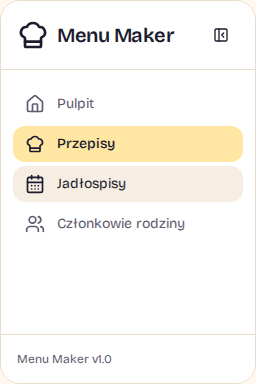 Menu Maker
Pulpit
Przepisy
Jadłospisy
Członkowie rodziny
Menu Maker v1.0